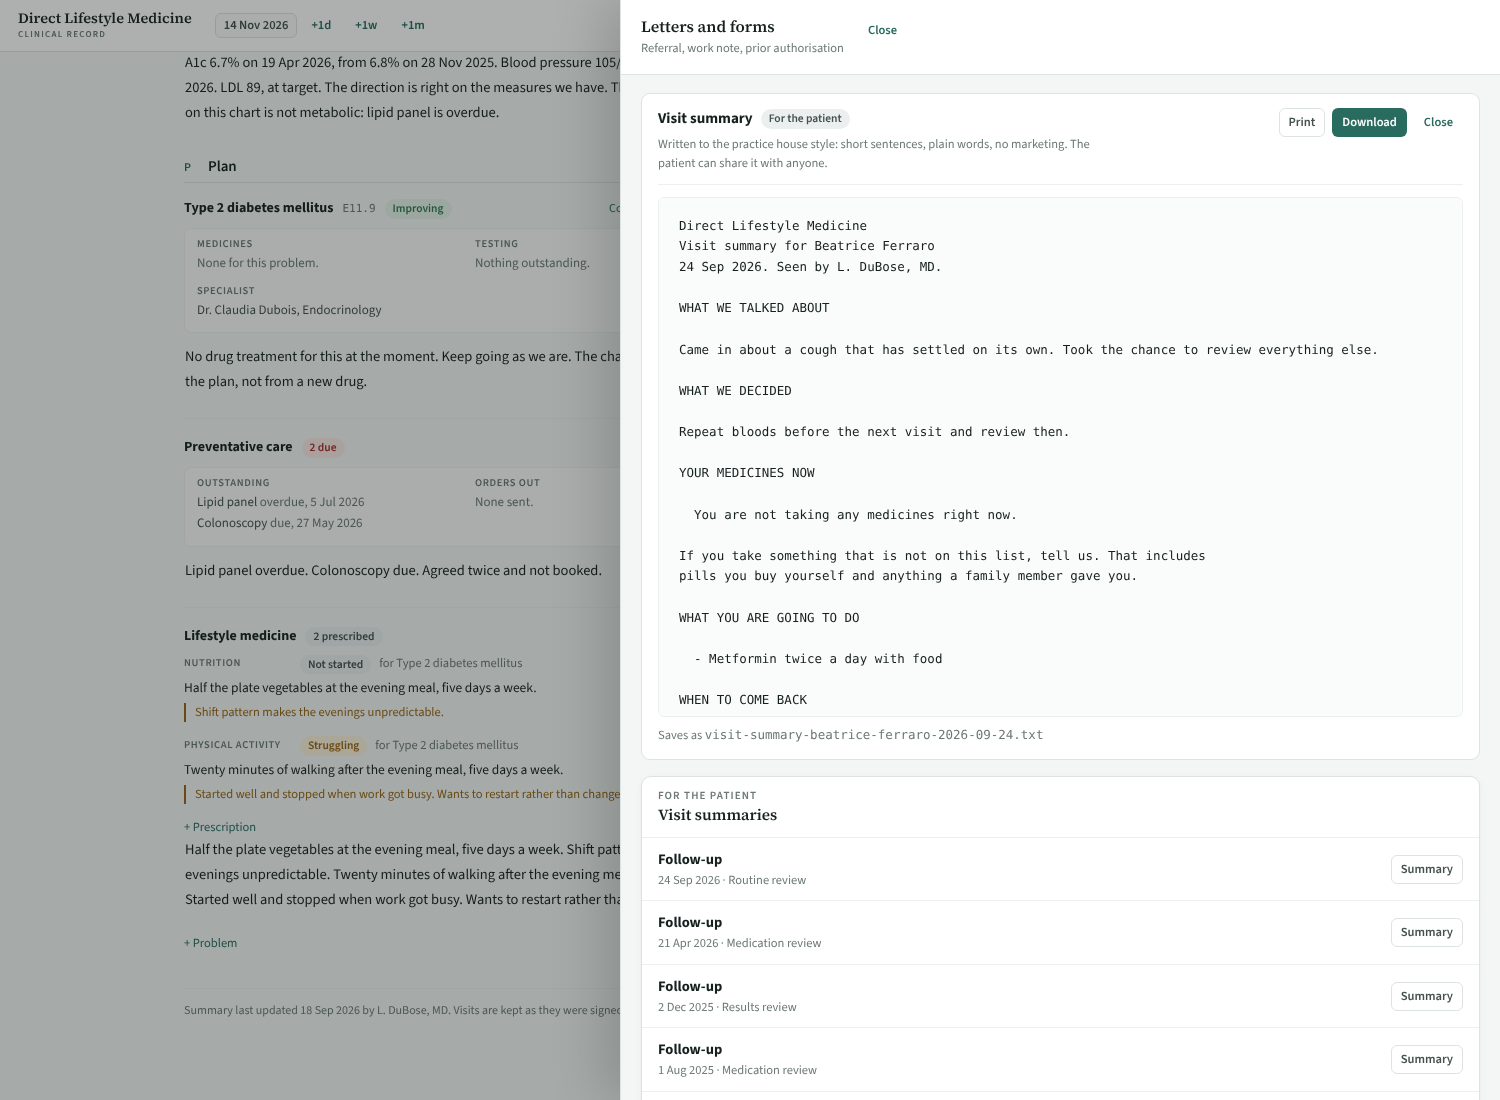 Direct Lifestyle Medicine
CLINICAL RECORD
14 Nov 2026
+1d
+1w
+1m
A1c 6.7% on 19 Apr 2026, from 6.8% on 28 Nov 2025. Blood pressure 105/
2026. LDL 89, at target. The direction is right on the measures we have.
on this chart is not metabolic: lipid panel is overdue.
P Plan
Type 2 diabetes mellitus E11.9 Improving
MEDICINES
None for this problem.
TESTING
Nothing outstanding.
SPECIALIST
Dr. Claudia Dubois, Endocrinology
No drug treatment for this at the moment. Keep going as we are. The cha
the plan, not from a new drug.
Preventative care 2 due
OUTSTANDING
Lipid panel overdue, 5 Jul 2026
Colonoscopy due, 27 May 2026
ORDERS OUT
None sent.
Lipid panel overdue. Colonoscopy due. Agreed twice and not booked.
Lifestyle medicine 2 prescribed
NUTRITION Not started for Type 2 diabetes mellitus
Half the plate vegetables at the evening meal, five days a week.
Shift pattern makes the evenings unpredictable.
PHYSICAL ACTIVITY Struggling for Type 2 diabetes mellitus
Twenty minutes of walking after the evening meal, five days a week.
Started well and stopped when work got busy. Wants to restart rather than change
+ Prescription
Half the plate vegetables at the evening meal, five days a week. Shift patt
evenings unpredictable. Twenty minutes of walking after the evening me
Started well and stopped when work got busy. Wants to restart rather tha
+ Problem
Summary last updated 18 Sep 2026 by L. DuBose, MD. Visits are kept as they were signed
Letters and forms
Referral, work note, prior authorisation
Close
Visit summary For the patient
Written to the practice house style: short sentences, plain words, no marketing. The
patient can share it with anyone.
Print
Download
Close
Direct Lifestyle Medicine
Visit summary for Beatrice Ferraro
24 Sep 2026. Seen by L. DuBose, MD.
WHAT WE TALKED ABOUT
Came in about a cough that has settled on its own. Took the chance to review everything else.
WHAT WE DECIDED
Repeat bloods before the next visit and review then.
YOUR MEDICINES NOW
You are not taking any medicines right now.
If you take something that is not on this list, tell us. That includes
pills you buy yourself and anything a family member gave you.
WHAT YOU ARE GOING TO DO
- Metformin twice a day with food
WHEN TO COME BACK
Saves as visit-summary-beatrice-ferraro-2026-09-24.txt
FOR THE PATIENT
Visit summaries
Follow-up
24 Sep 2026 · Routine review
Summary
Follow-up
21 Apr 2026 · Medication review
Summary
Follow-up
2 Dec 2025 · Results review
Summary
Follow-up
1 Aug 2025 · Medication review
Summary